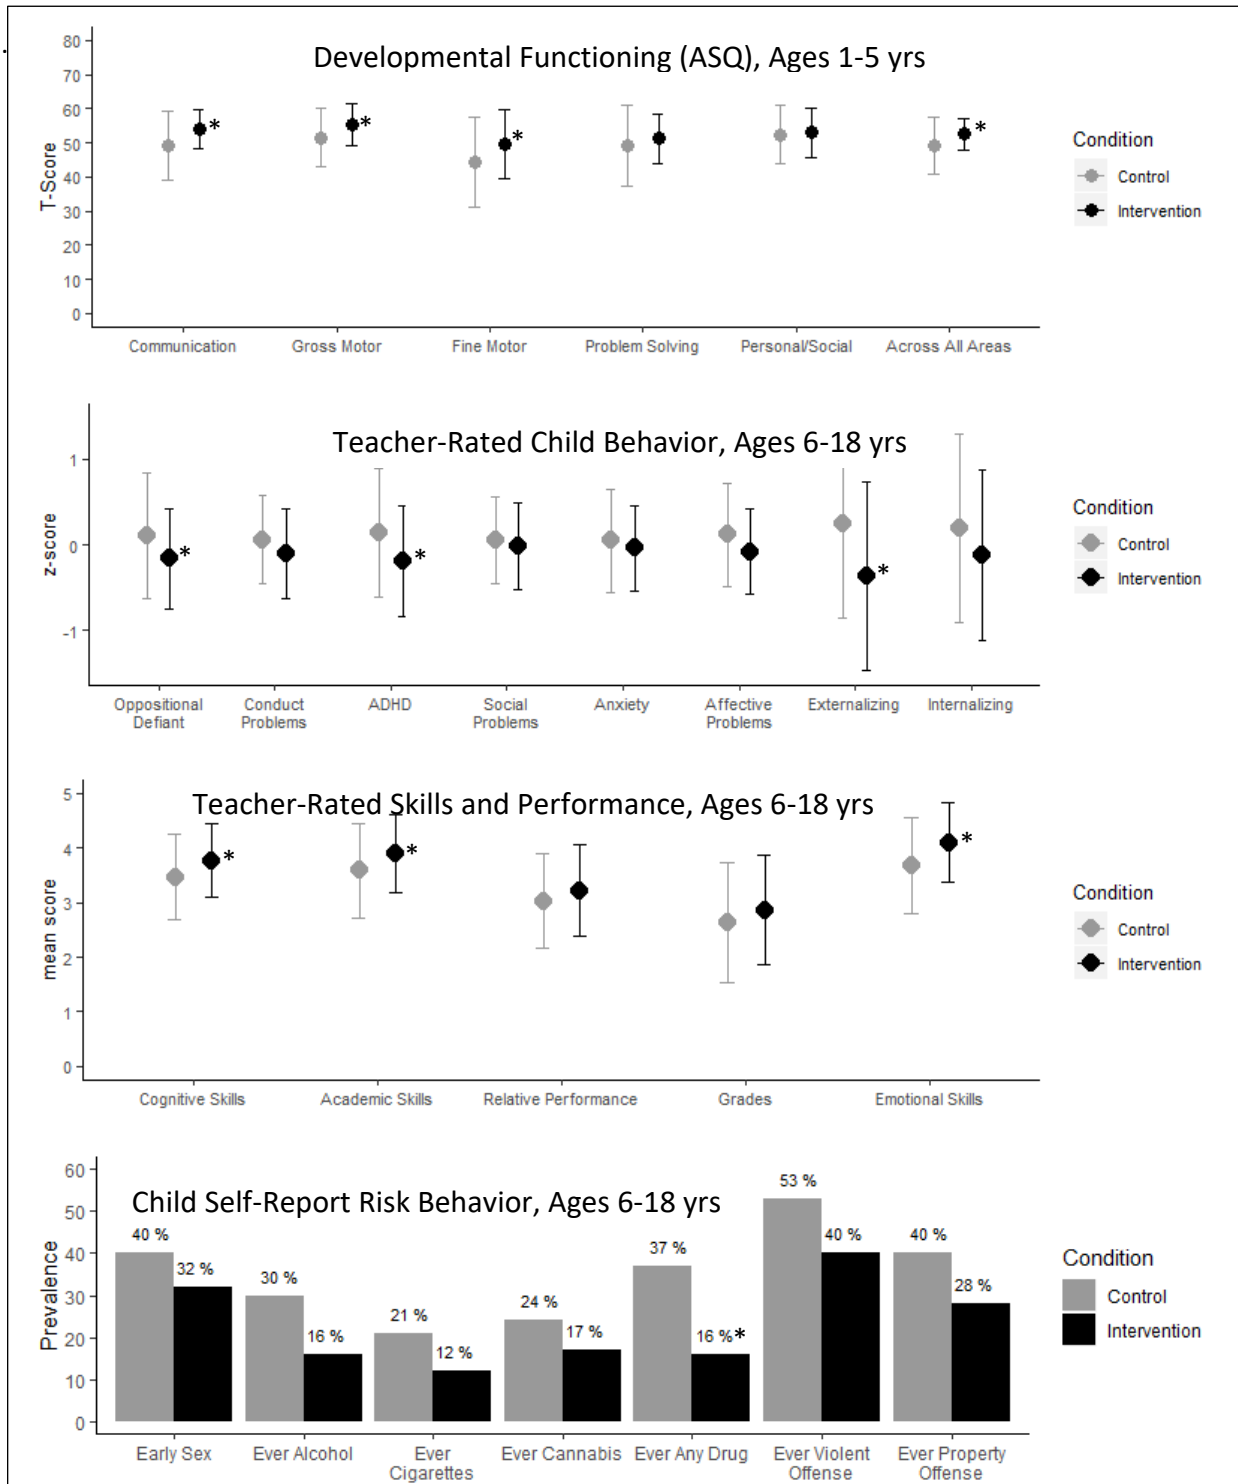 Developmental Functioning (ASQ), Ages 1-5 yrs
T-Score
80
70
60
50
40
30
20
10
0
* * * *
Communication Gross Motor Fine Motor Problem Solving Personal/Social Across All Areas
Condition
Control
Intervention
Teacher-Rated Child Behavior, Ages 6-18 yrs
z-score
1
0
-1
* * *
Oppositional Conduct ADHD Social Anxiety Affective Externalizing Internalizing
Defiant Problems Problems Problems
Condition
Control
Intervention
Teacher-Rated Skills and Performance, Ages 6-18 yrs
mean score
5
4
3
2
1
0
* * *
Cognitive Skills Academic Skills Relative Performance Grades Emotional Skills
Condition
Control
Intervention
Child Self-Report Risk Behavior, Ages 6-18 yrs
Prevalence
60
50
40
30
20
10
0
40 % 32 % 30 % 16 % 21 % 12 % 24 % 17 % 37 % 16 %* 53 % 40 % 40 % 28 %
Early Sex Ever Alcohol Ever Ever Cannabis Ever Any Drug Ever Violent Ever Property
Cigarettes Offense Offense
Condition
Control
Intervention